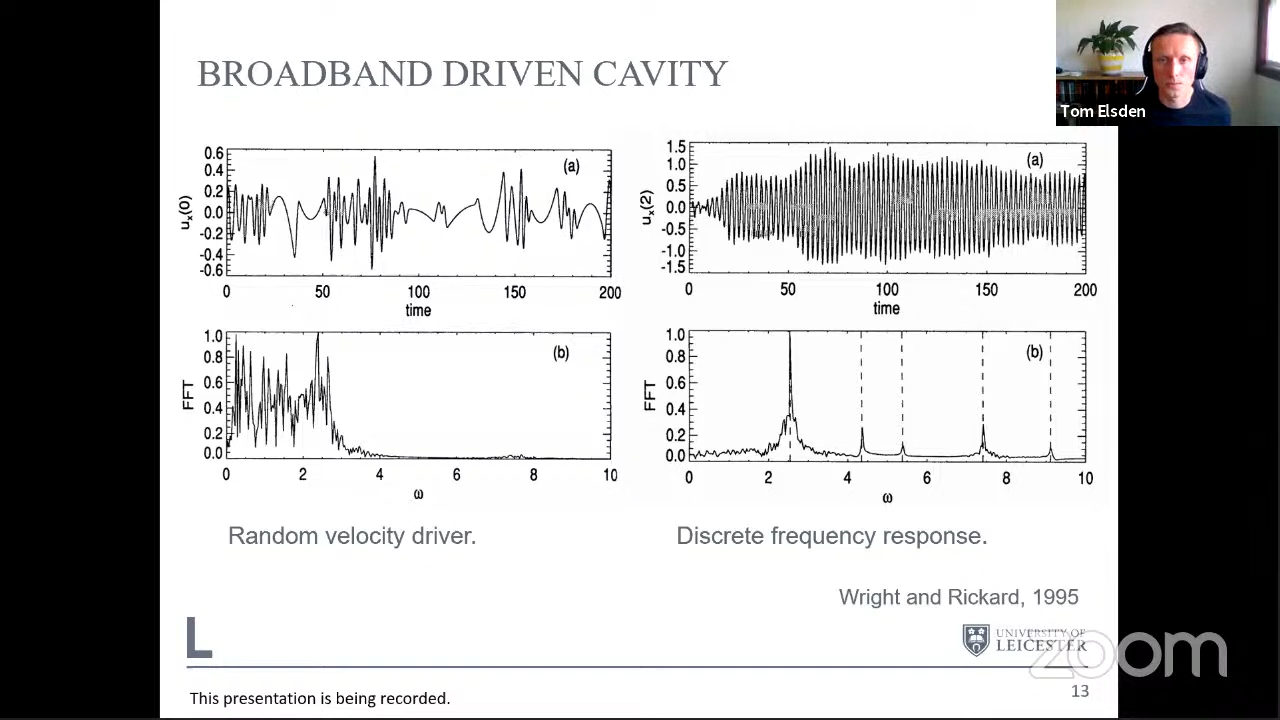 BROADBAND DRIVEN CAVITY
Tom Elsden
(a)
0.6
0.4
0.2
0.0
-0.2
-0.4
-0.6
uₓ(0)
0 50 100 150 200
time
(b)
1.0
0.8
0.6
0.4
0.2
0.0
FFT
0 2 4 6 8 10
ω
Random velocity driver.
(a)
1.5
1.0
0.5
0.0
-0.5
-1.0
-1.5
uₓ(2)
0 50 100 150 200
time
(b)
1.0
0.8
0.6
0.4
0.2
0.0
FFT
0 2 4 6 8 10
ω
Discrete frequency response.
Wright and Rickard, 1995
L
UNIVERSITY OF
LEICESTER
zoom
13
This presentation is being recorded.